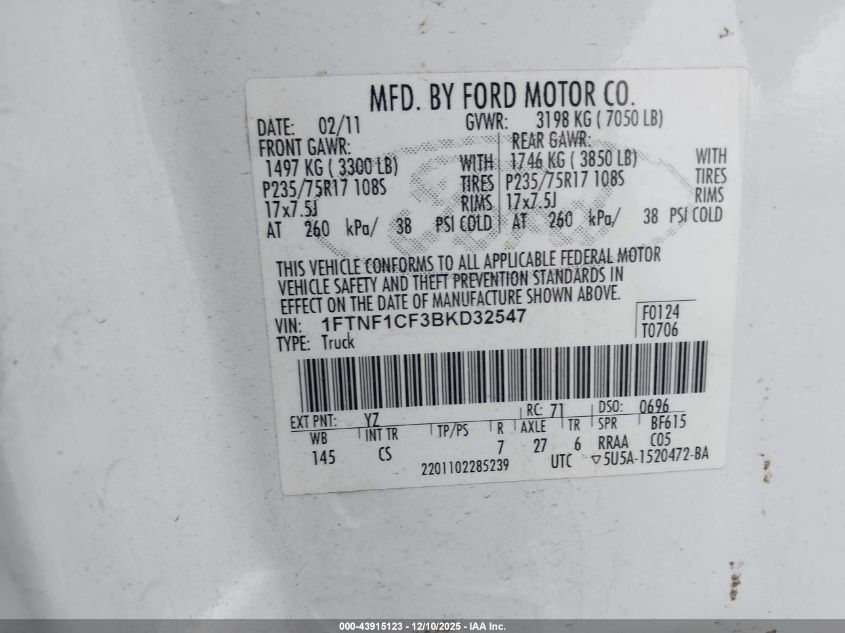 MFD. BY FORD MOTOR CO.
DATE: 02/11 GVWR: 3198 KG ( 7050 LB)
FRONT GAWR: REAR GAWR:
1497 KG ( 3300 LB) WITH 1746 KG ( 3850 LB) WITH
P235/75R17 108S TIRES P235/75R17 108S TIRES
17x7.5J RIMS 17x7.5J RIMS
AT 260 kPa/ 38 PSI COLD AT 260 kPa/ 38 PSI COLD
THIS VEHICLE CONFORMS TO ALL APPLICABLE FEDERAL MOTOR
VEHICLE SAFETY AND THEFT PREVENTION STANDARDS IN
EFFECT ON THE DATE OF MANUFACTURE SHOWN ABOVE.
VIN: 1FTNF1CF3BKD32547 F0124
TYPE: Truck T0706
EXT PNT: YZ RC: 71 DSO: 0696
WB INT TR TP/PS R AXLE TR SPR BF615
145 CS 7 27 6 RRAA C05
2201102285239 UTC ▽5U5A-1520472-BA
000-43915123 - 12/10/2025 - IAA Inc.